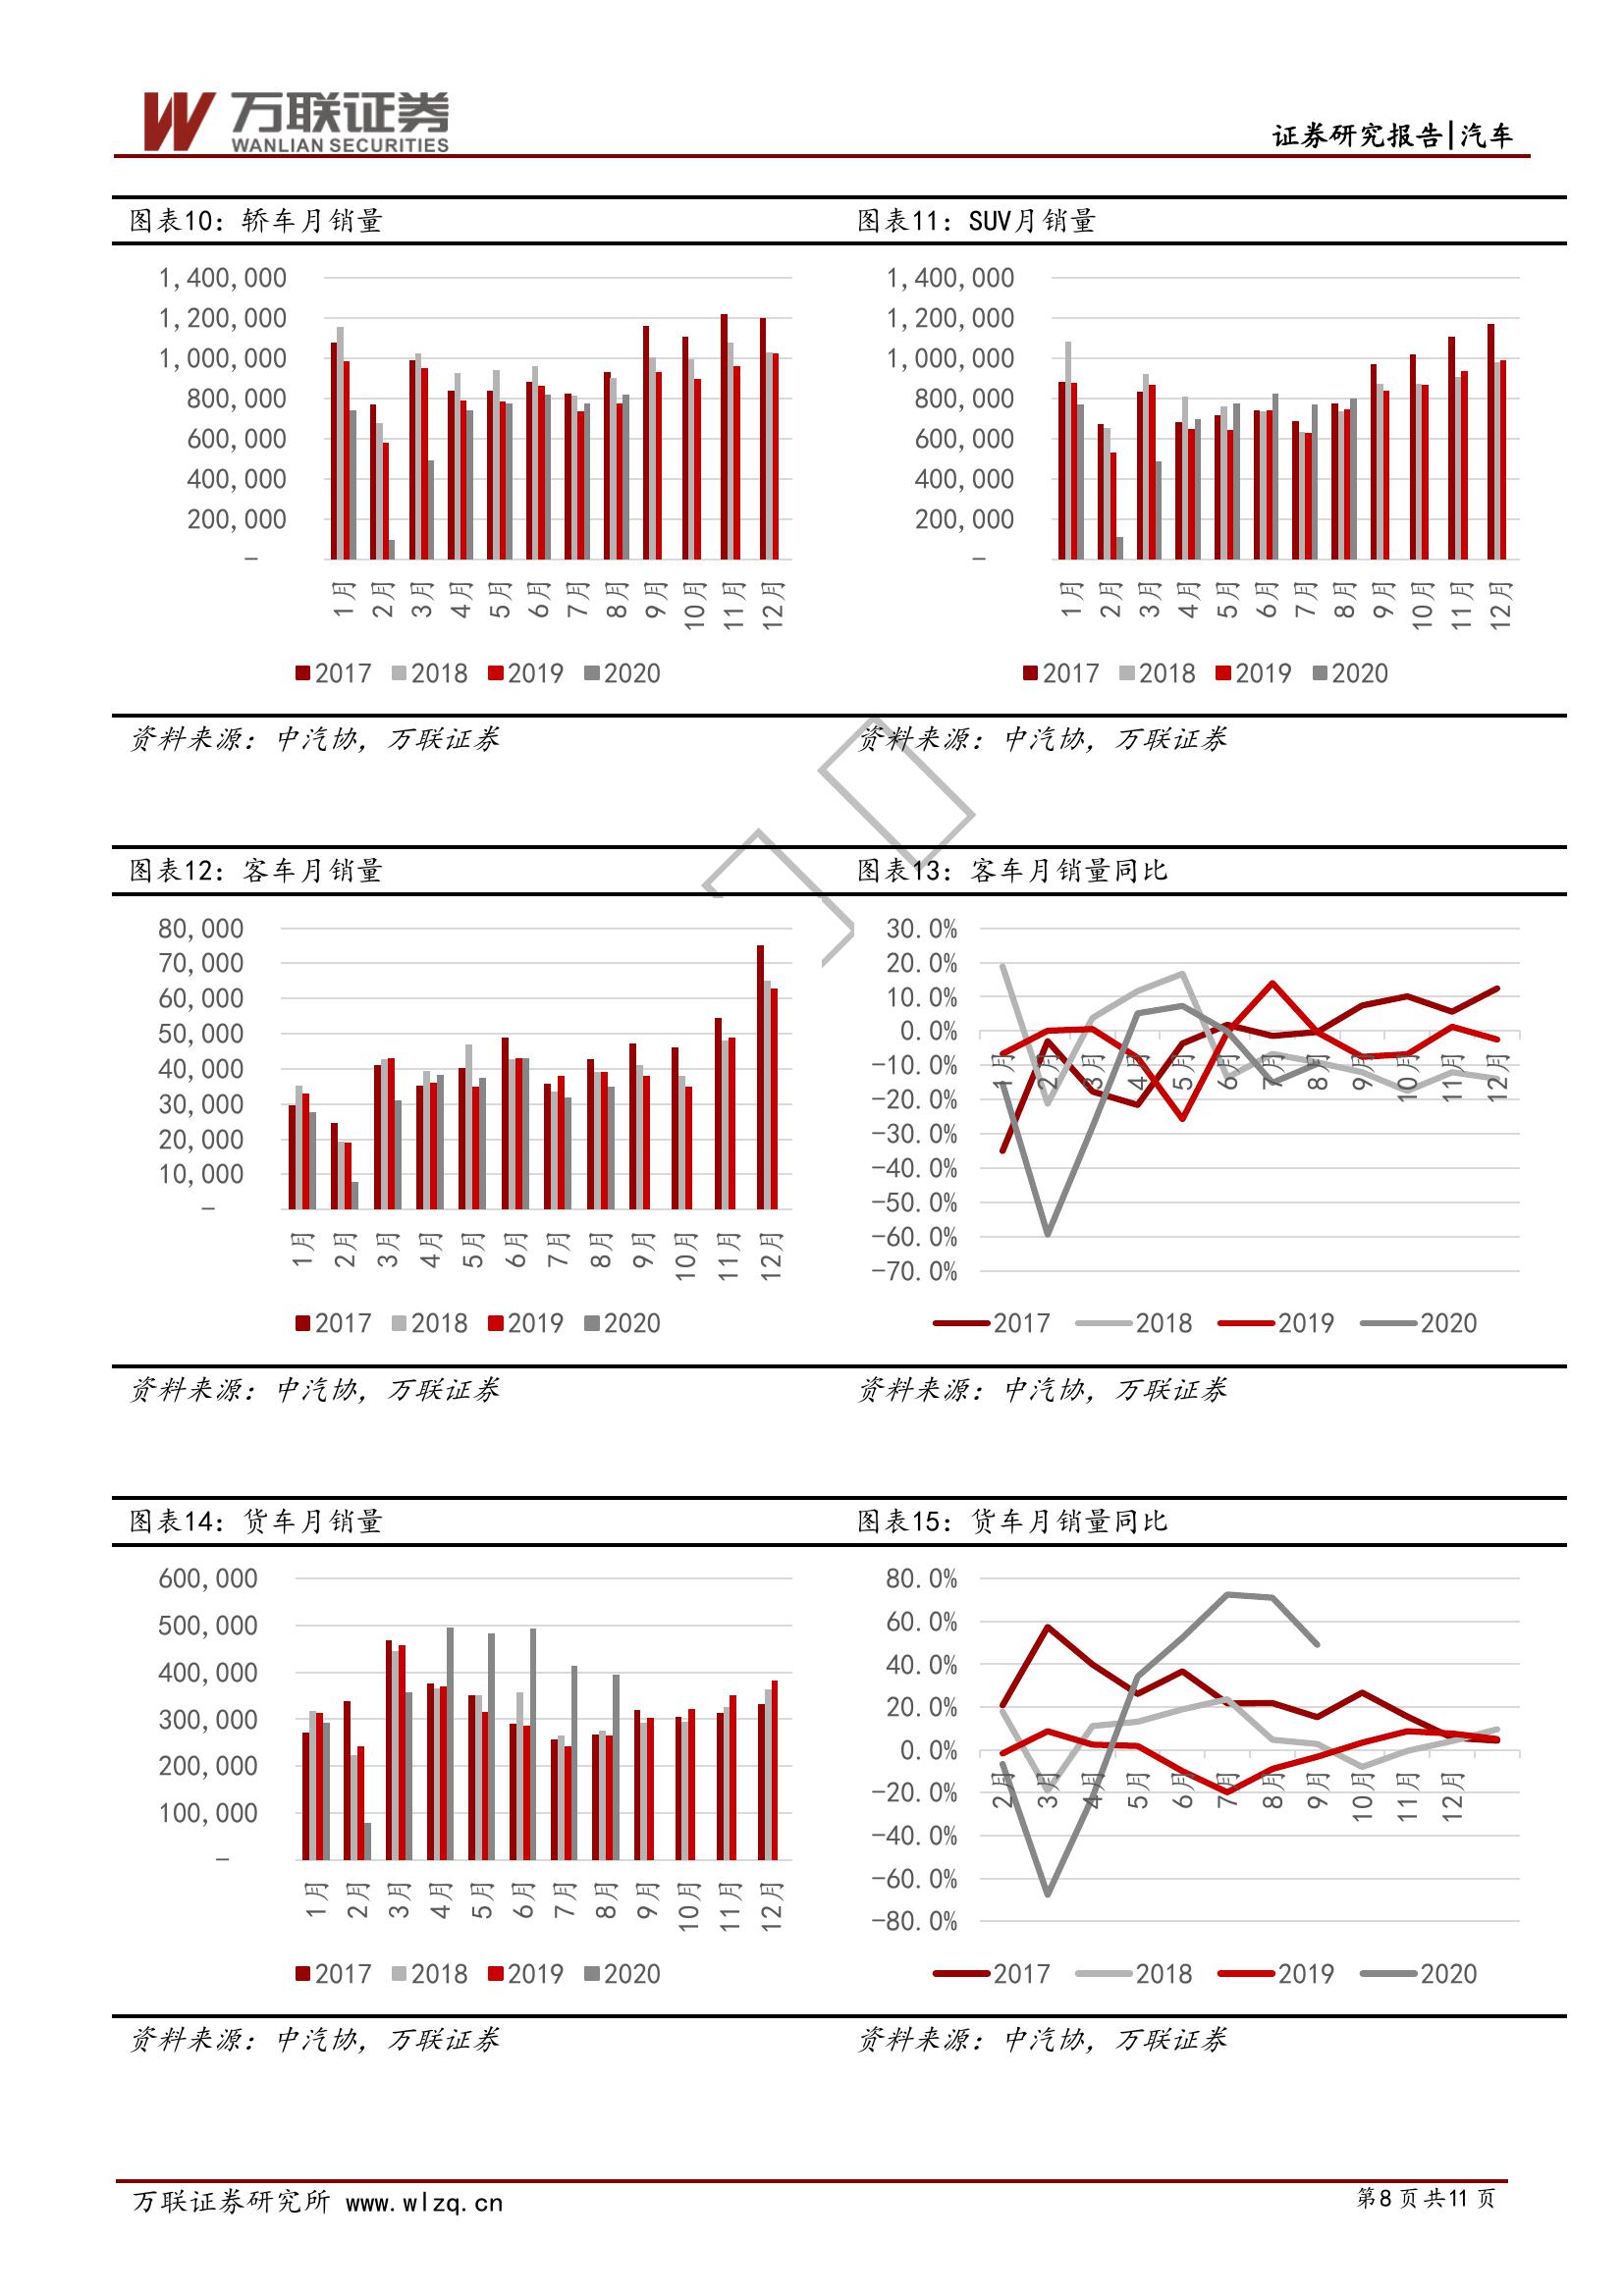 万联证券
WANLIAN SECURITIES
证券研究报告|汽车
图表10：轿车月销量
图表11：SUV月销量
1,400,000
1,200,000
1,000,000
800,000
600,000
400,000
200,000
-
1月 2月 3月 4月 5月 6月 7月 8月 9月 10月 11月 12月
2017 2018 2019 2020
1,400,000
1,200,000
1,000,000
800,000
600,000
400,000
200,000
-
1月 2月 3月 4月 5月 6月 7月 8月 9月 10月 11月 12月
2017 2018 2019 2020
资料来源：中汽协，万联证券
资料来源：中汽协，万联证券
图表12：客车月销量
图表13：客车月销量同比
80,000
70,000
60,000
50,000
40,000
30,000
20,000
10,000
-
1月 2月 3月 4月 5月 6月 7月 8月 9月 10月 11月 12月
2017 2018 2019 2020
30.0%
20.0%
10.0%
0.0%
-10.0%
-20.0%
-30.0%
-40.0%
-50.0%
-60.0%
-70.0%
1月 2月 3月 4月 5月 6月 7月 8月 9月 10月 11月 12月
2017 2018 2019 2020
资料来源：中汽协，万联证券
资料来源：中汽协，万联证券
图表14：货车月销量
图表15：货车月销量同比
600,000
500,000
400,000
300,000
200,000
100,000
-
1月 2月 3月 4月 5月 6月 7月 8月 9月 10月 11月 12月
2017 2018 2019 2020
80.0%
60.0%
40.0%
20.0%
0.0%
-20.0%
-40.0%
-60.0%
-80.0%
2月 3月 4月 5月 6月 7月 8月 9月 10月 11月 12月
2017 2018 2019 2020
资料来源：中汽协，万联证券
资料来源：中汽协，万联证券
万联证券研究所 www.wlzq.cn
第8页共11页